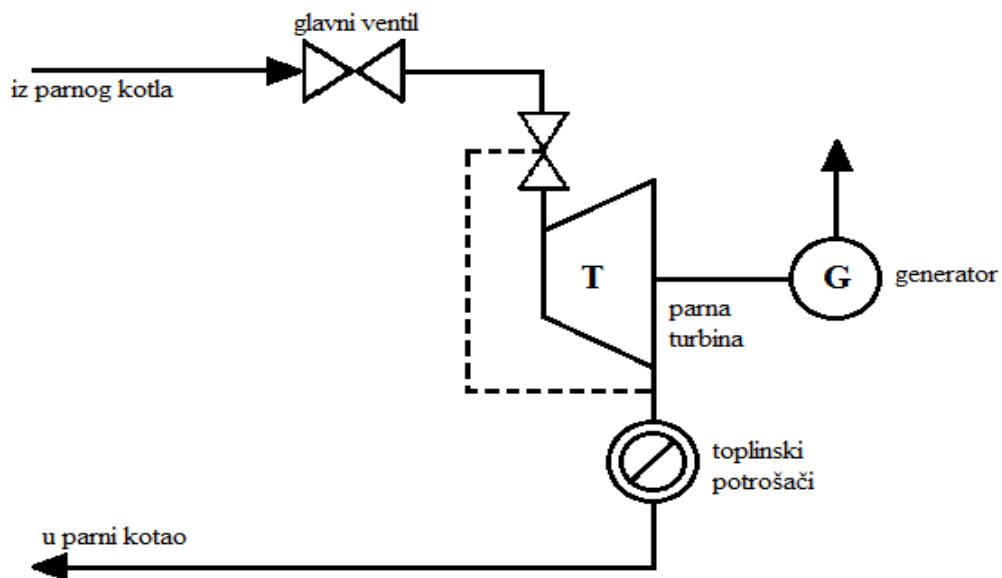 glavni ventil
iz parnog kotla
T
G
generator
parna
turbina
toplinski
potrošači
u parni kotao